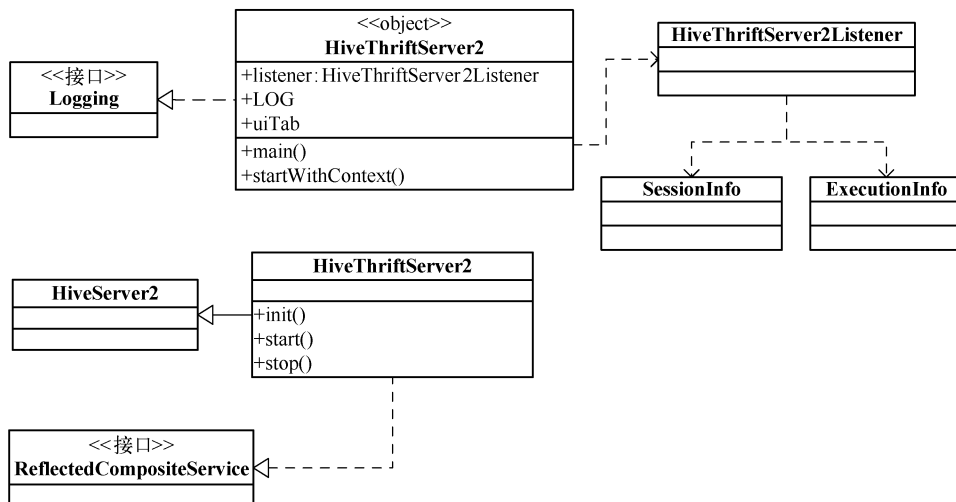 <<object>>
HiveThriftServer2
+listener:HiveThriftServer2Listener
+LOG
+uiTab
+main()
+startWithContext()
<<接口>>
Logging
HiveThriftServer2Listener
SessionInfo
ExecutionInfo
HiveThriftServer2
+init()
+start()
+stop()
HiveServer2
<<接口>>
ReflectedCompositeService